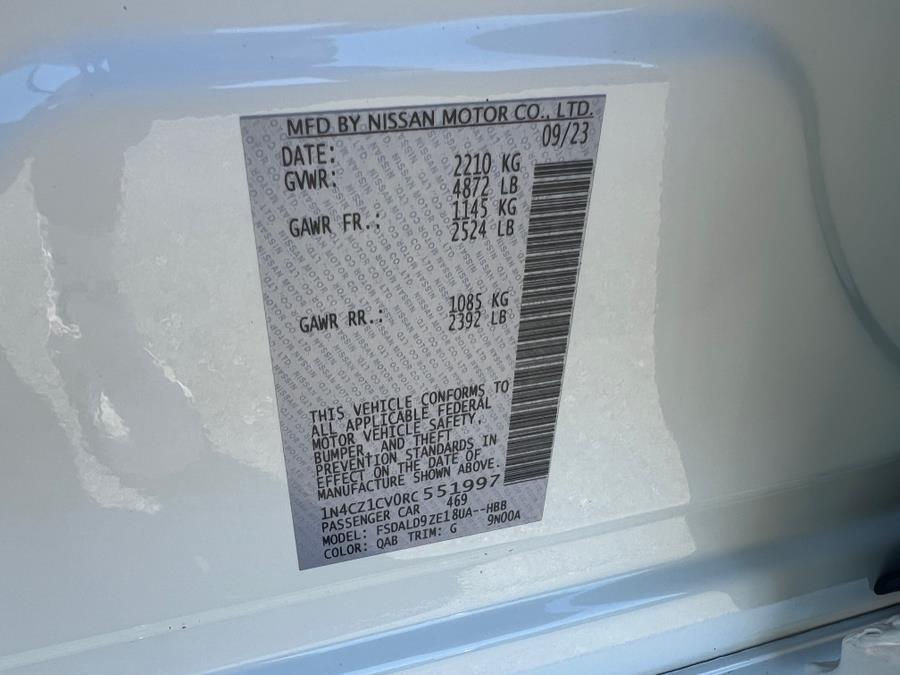 MFD BY NISSAN MOTOR CO., LTD.
DATE: 09/23
GVWR: 2210 KG
4872 LB
GAWR FR.: 1145 KG
2524 LB
GAWR RR.: 1085 KG
2392 LB
THIS VEHICLE CONFORMS TO
ALL APPLICABLE FEDERAL
MOTOR VEHICLE SAFETY,
BUMPER, AND THEFT
PREVENTION STANDARDS IN
EFFECT ON THE DATE OF
MANUFACTURE SHOWN ABOVE.
1N4CZ1CV0RC551997
PASSENGER CAR 469
MODEL: FSDALD9ZE18UA--HBB
COLOR: QAB TRIM: G 9N00A